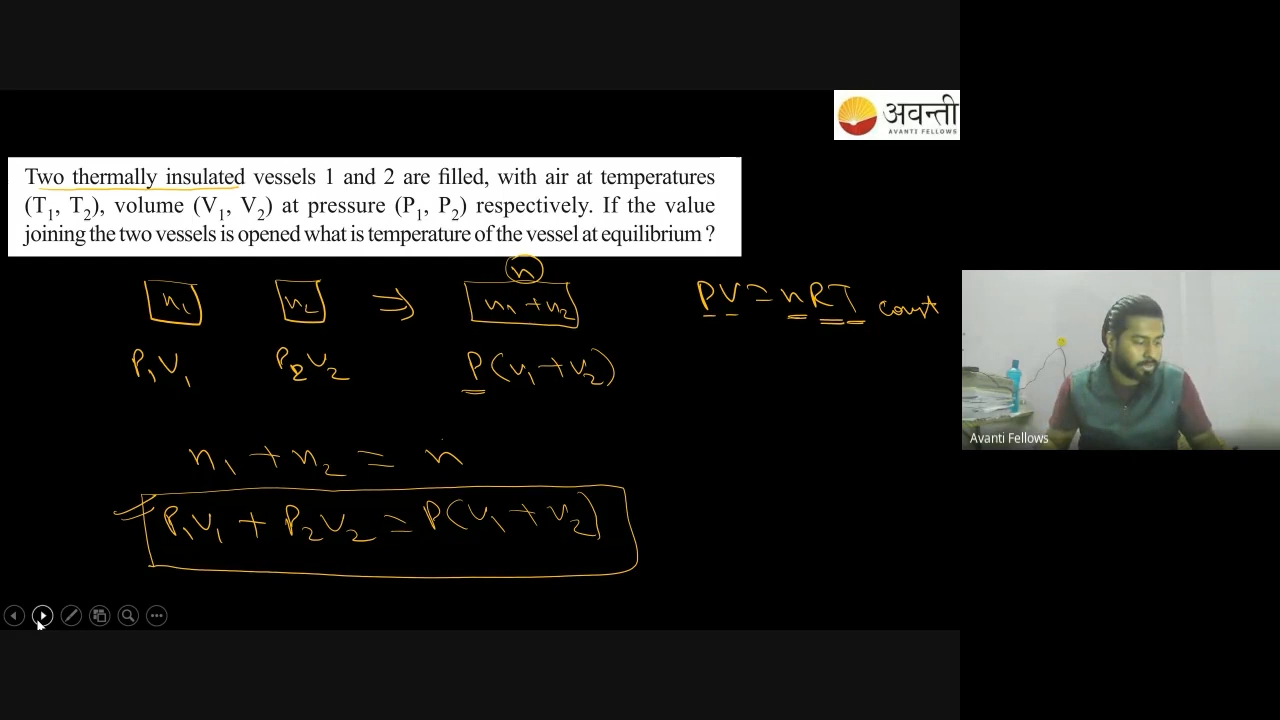 अवन्ती
AVANTI FELLOWS
Two thermally insulated vessels 1 and 2 are filled, with air at temperatures
(T₁, T₂), volume (V₁, V₂) at pressure (P₁, P₂) respectively. If the value
joining the two vessels is opened what is temperature of the vessel at equilibrium ?
n
n₁ n₂ ⇒ n₁ + n₂ PV = nRT const
P₁V₁ P₂V₂ P(V₁ + V₂)
n₁ + n₂ = n
P₁V₁ + P₂V₂ = P(V₁ + V₂)
Avanti Fellows